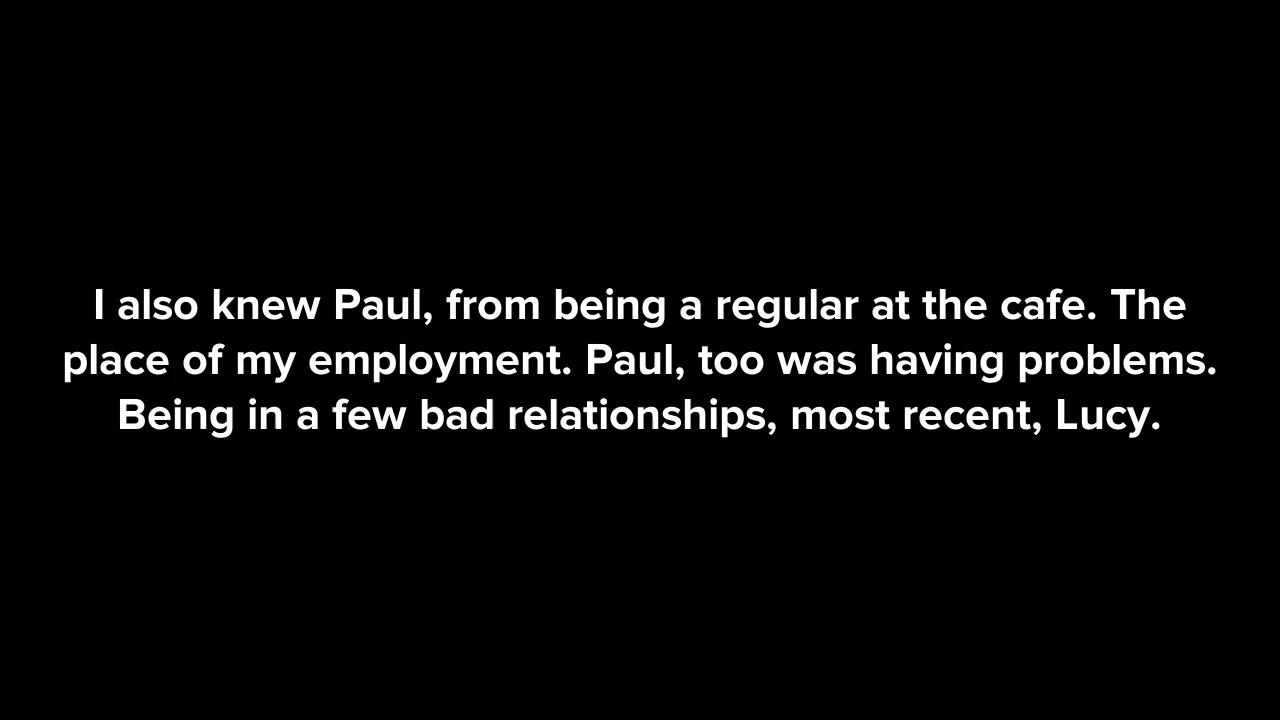 I also knew Paul, from being a regular at the cafe. The
place of my employment. Paul, too was having problems.
Being in a few bad relationships, most recent, Lucy.